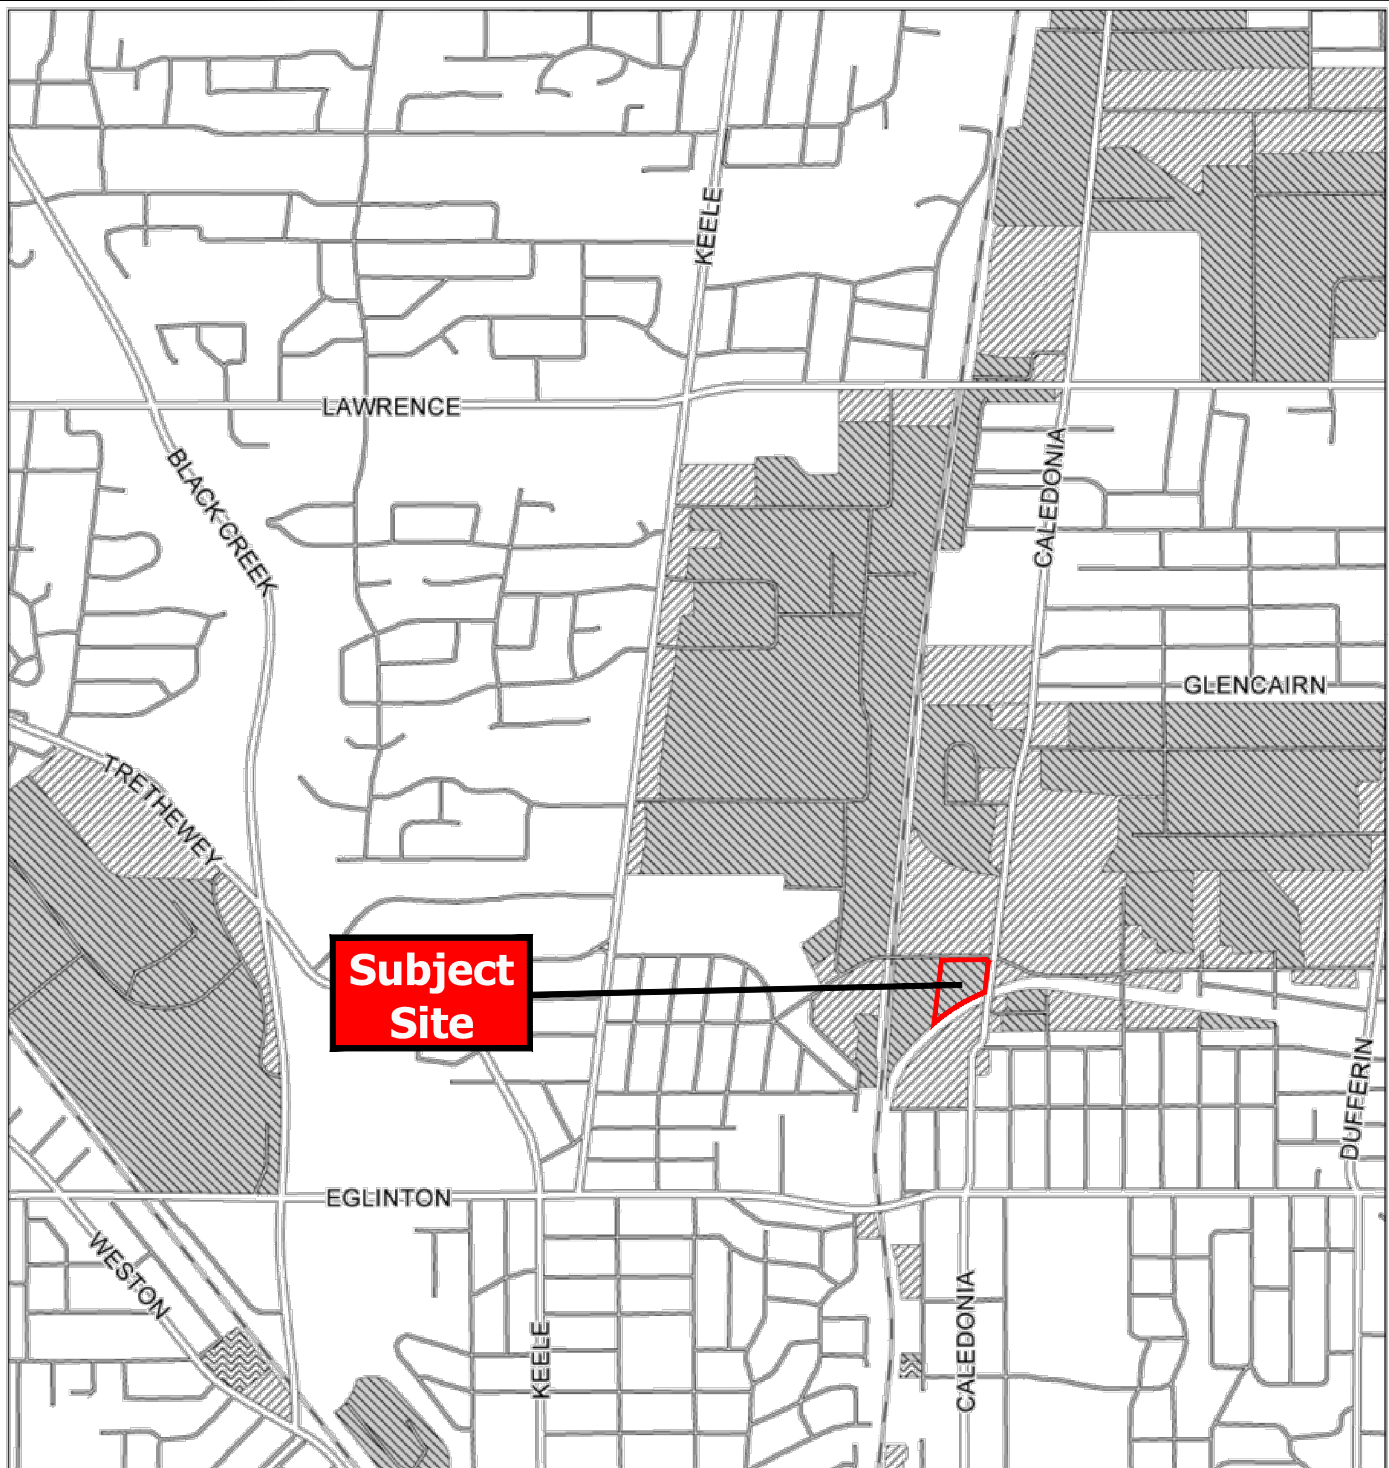 KEELE
LAWRENCE
CALEDONIA
BLACK CREEK
GLENCAIRN
TRETHEWEY
Subject
Site
DUFFERIN
EGLINTON
WESTON
KEELE
CALEDONIA